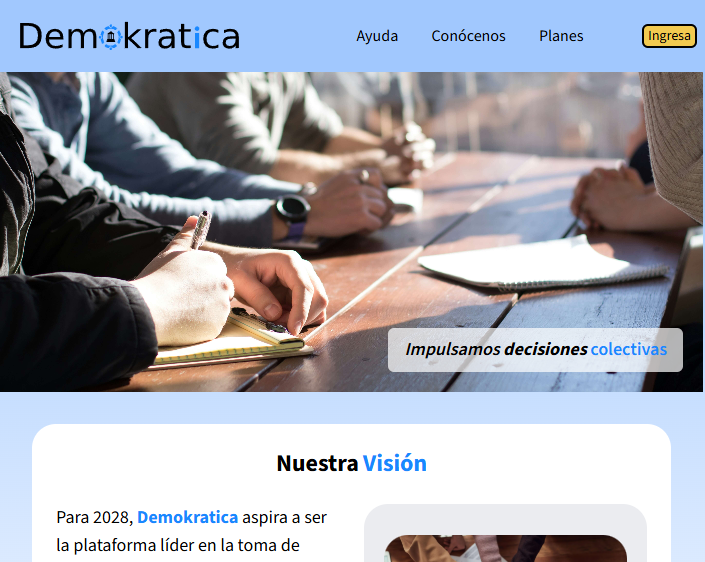 Demokratica
Ayuda
Conócenos
Planes
Ingresa
Impulsamos decisiones colectivas
Nuestra Visión
Para 2028, Demokratica aspira a ser
la plataforma líder en la toma de